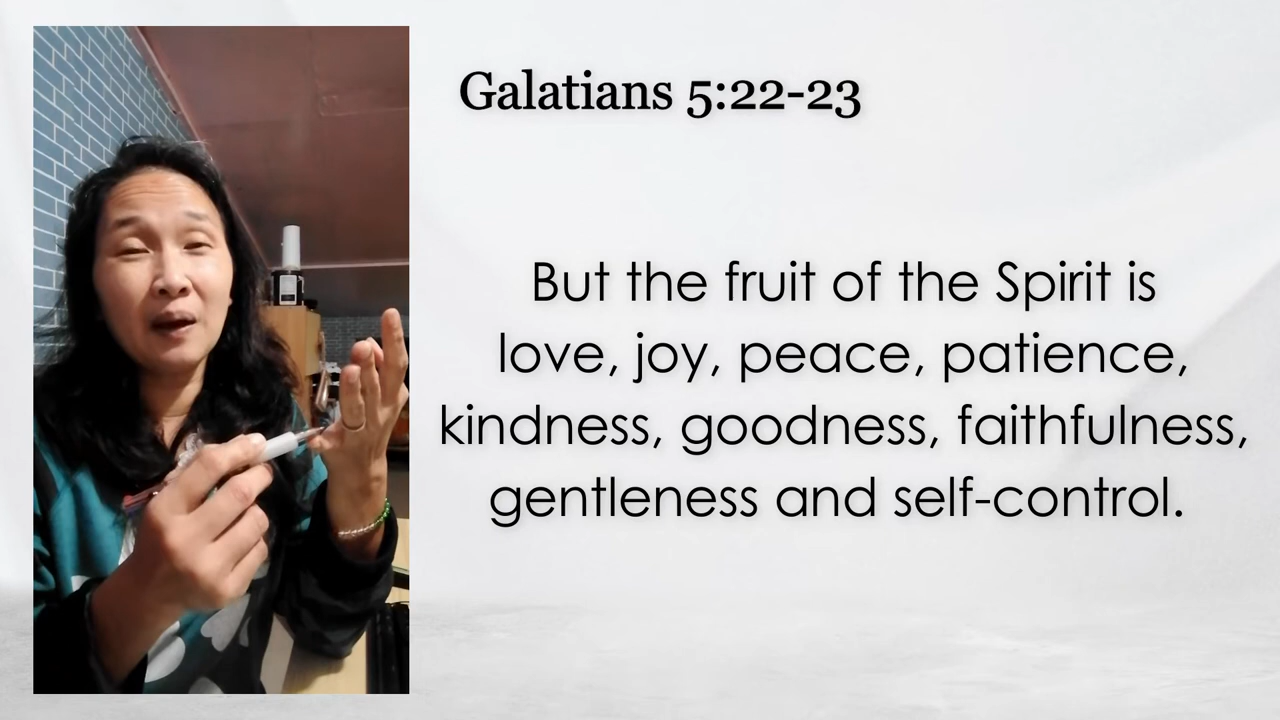 Galatians 5:22-23
But the fruit of the Spirit is
love, joy, peace, patience,
kindness, goodness, faithfulness,
gentleness and self-control.